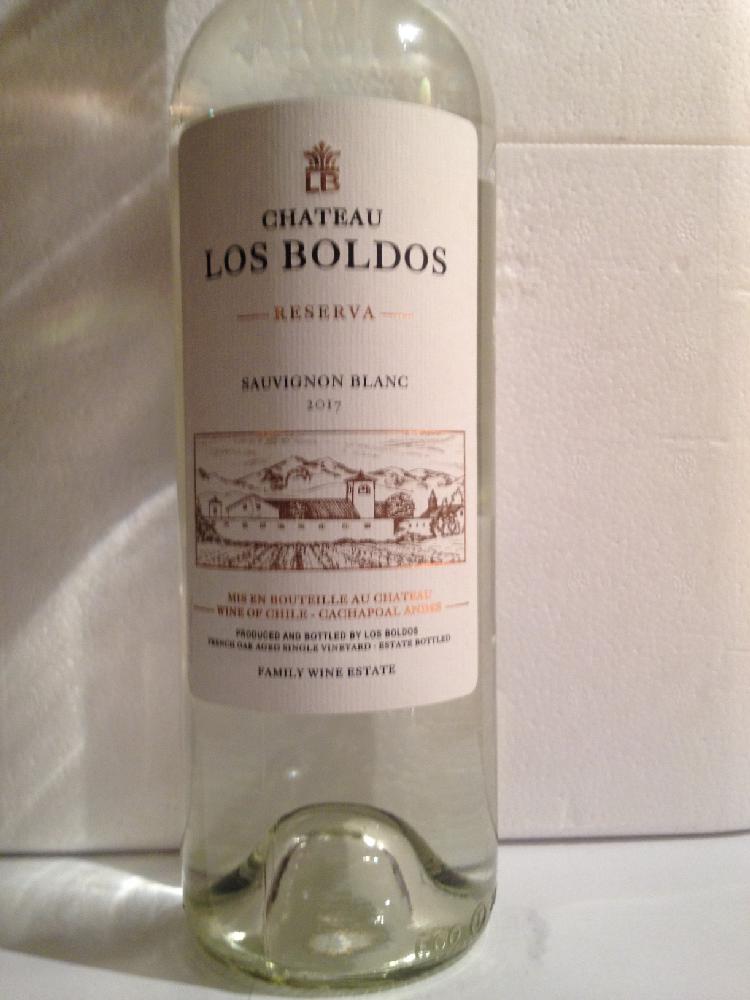 LB
CHATEAU
LOS BOLDOS
RESERVA
SAUVIGNON BLANC
2017
MIS EN BOUTEILLE AU CHATEAU
WINE OF CHILE - CACHAPOAL ANDES
PRODUCED AND BOTTLED BY LOS BOLDOS
FRENCH OAK AGED SINGLE VINEYARD - ESTATE BOTTLED
FAMILY WINE ESTATE